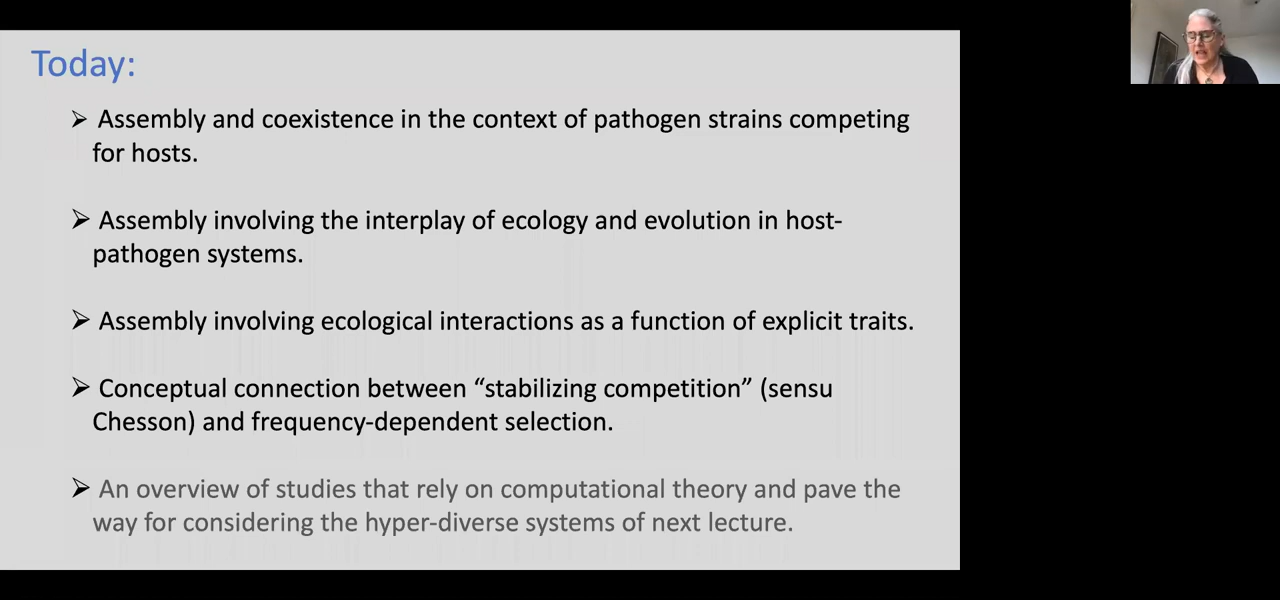 Today:
➢ Assembly and coexistence in the context of pathogen strains competing
for hosts.
➢ Assembly involving the interplay of ecology and evolution in host-
pathogen systems.
➢ Assembly involving ecological interactions as a function of explicit traits.
➢ Conceptual connection between “stabilizing competition” (sensu
Chesson) and frequency-dependent selection.
➢ An overview of studies that rely on computational theory and pave the
way for considering the hyper-diverse systems of next lecture.